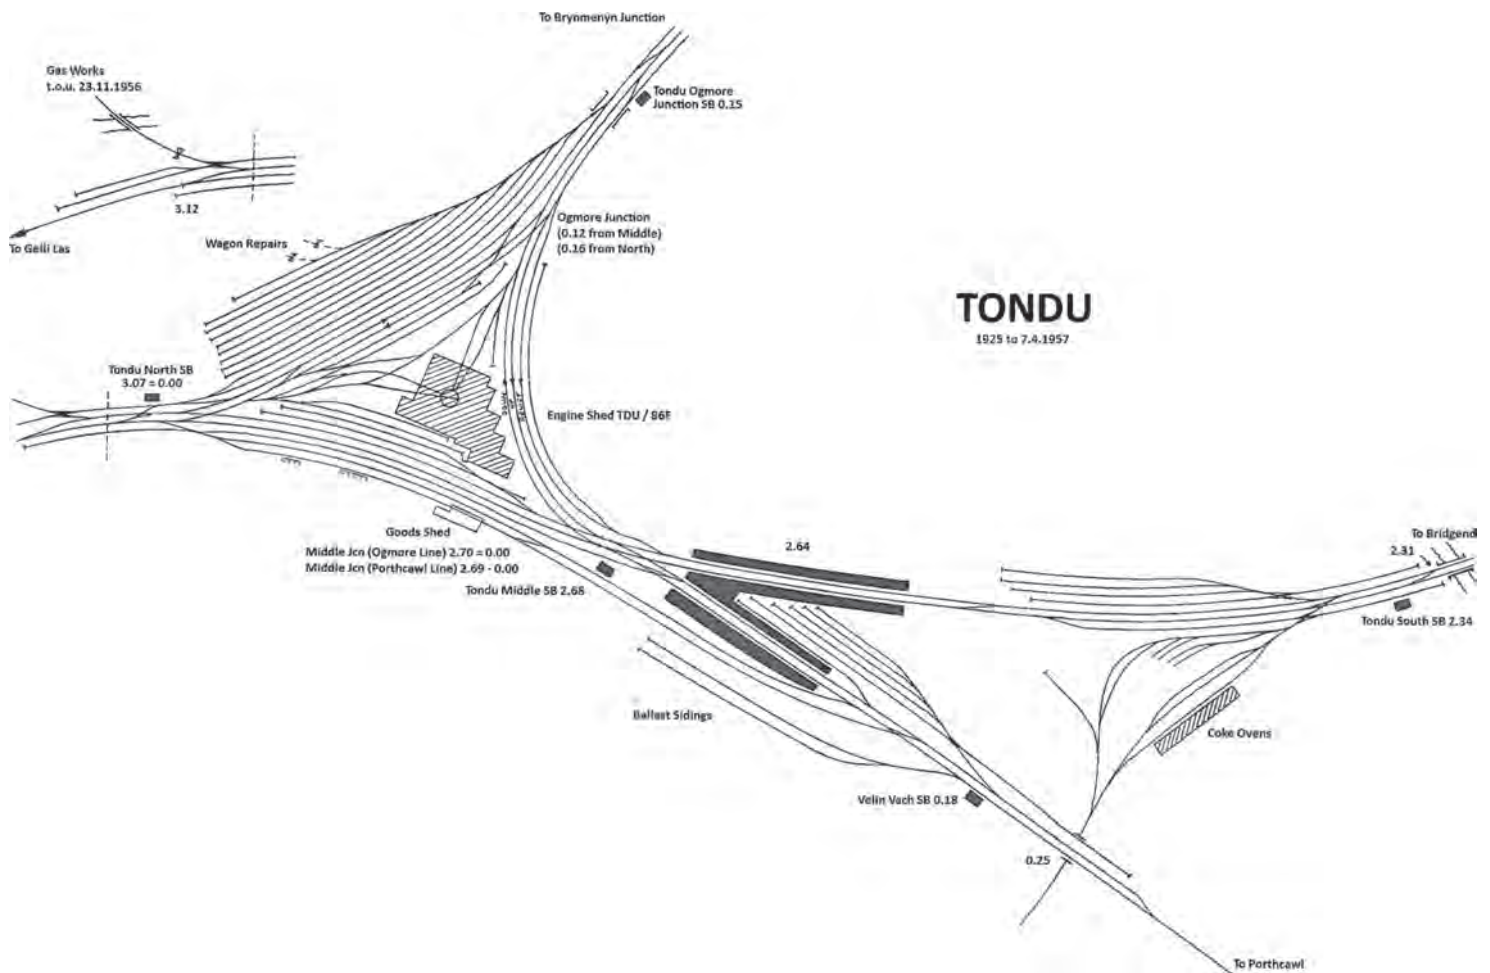 To Brynmenyn Junction
Gas Works
t.o.u. 23.11.1956
Tondu Ogmore
Junction SB 0.15
3.12
To Gelli Las
Wagon Repairs
Ogmore Junction
(0.12 from Middle)
(0.16 from North)
TONDU
1925 to 7.4.1957
Tondu North SB
3.07 = 0.00
Engine Shed TDU / 86F
Goods Shed
Middle Jcn (Ogmore Line) 2.70 = 0.00
Middle Jcn (Porthcawl Line) 2.69 - 0.00
Tondu Middle SB 2.68
2.64
To Bridgend
2.31
Tondu South SB 2.34
Ballast Sidings
Coke Ovens
Velin Vach SB 0.18
0.25
To Porthcawl